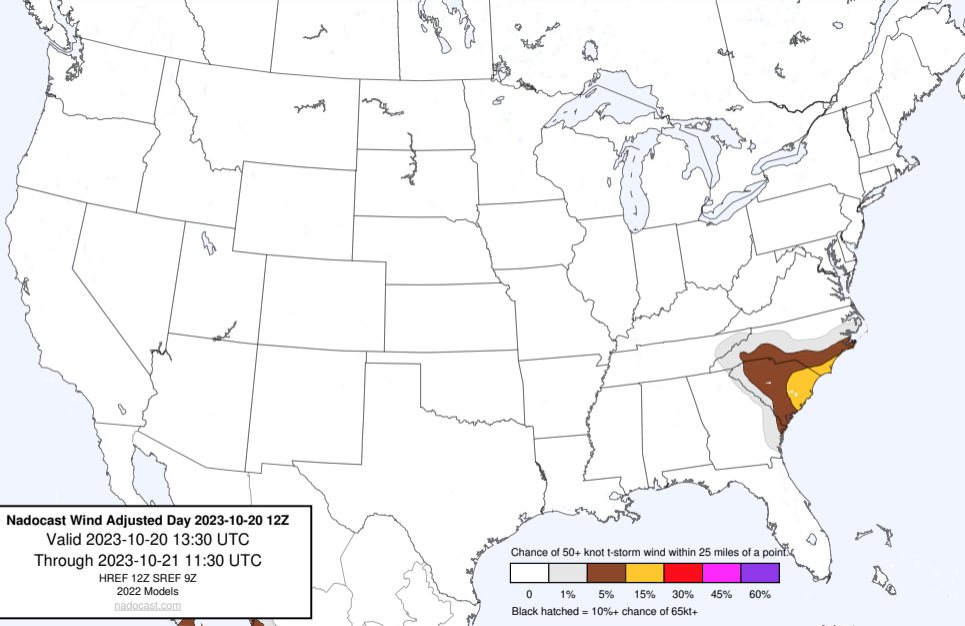 Nadocast Wind Adjusted Day 2023-10-20 12Z
Valid 2023-10-20 13:30 UTC
Through 2023-10-21 11:30 UTC
HREF 12Z SREF 9Z
2022 Models
nadocast.com
Chance of 50+ knot t-storm wind within 25 miles of a point.
0 1% 5% 15% 30% 45% 60%
Black hatched = 10%+ chance of 65kt+